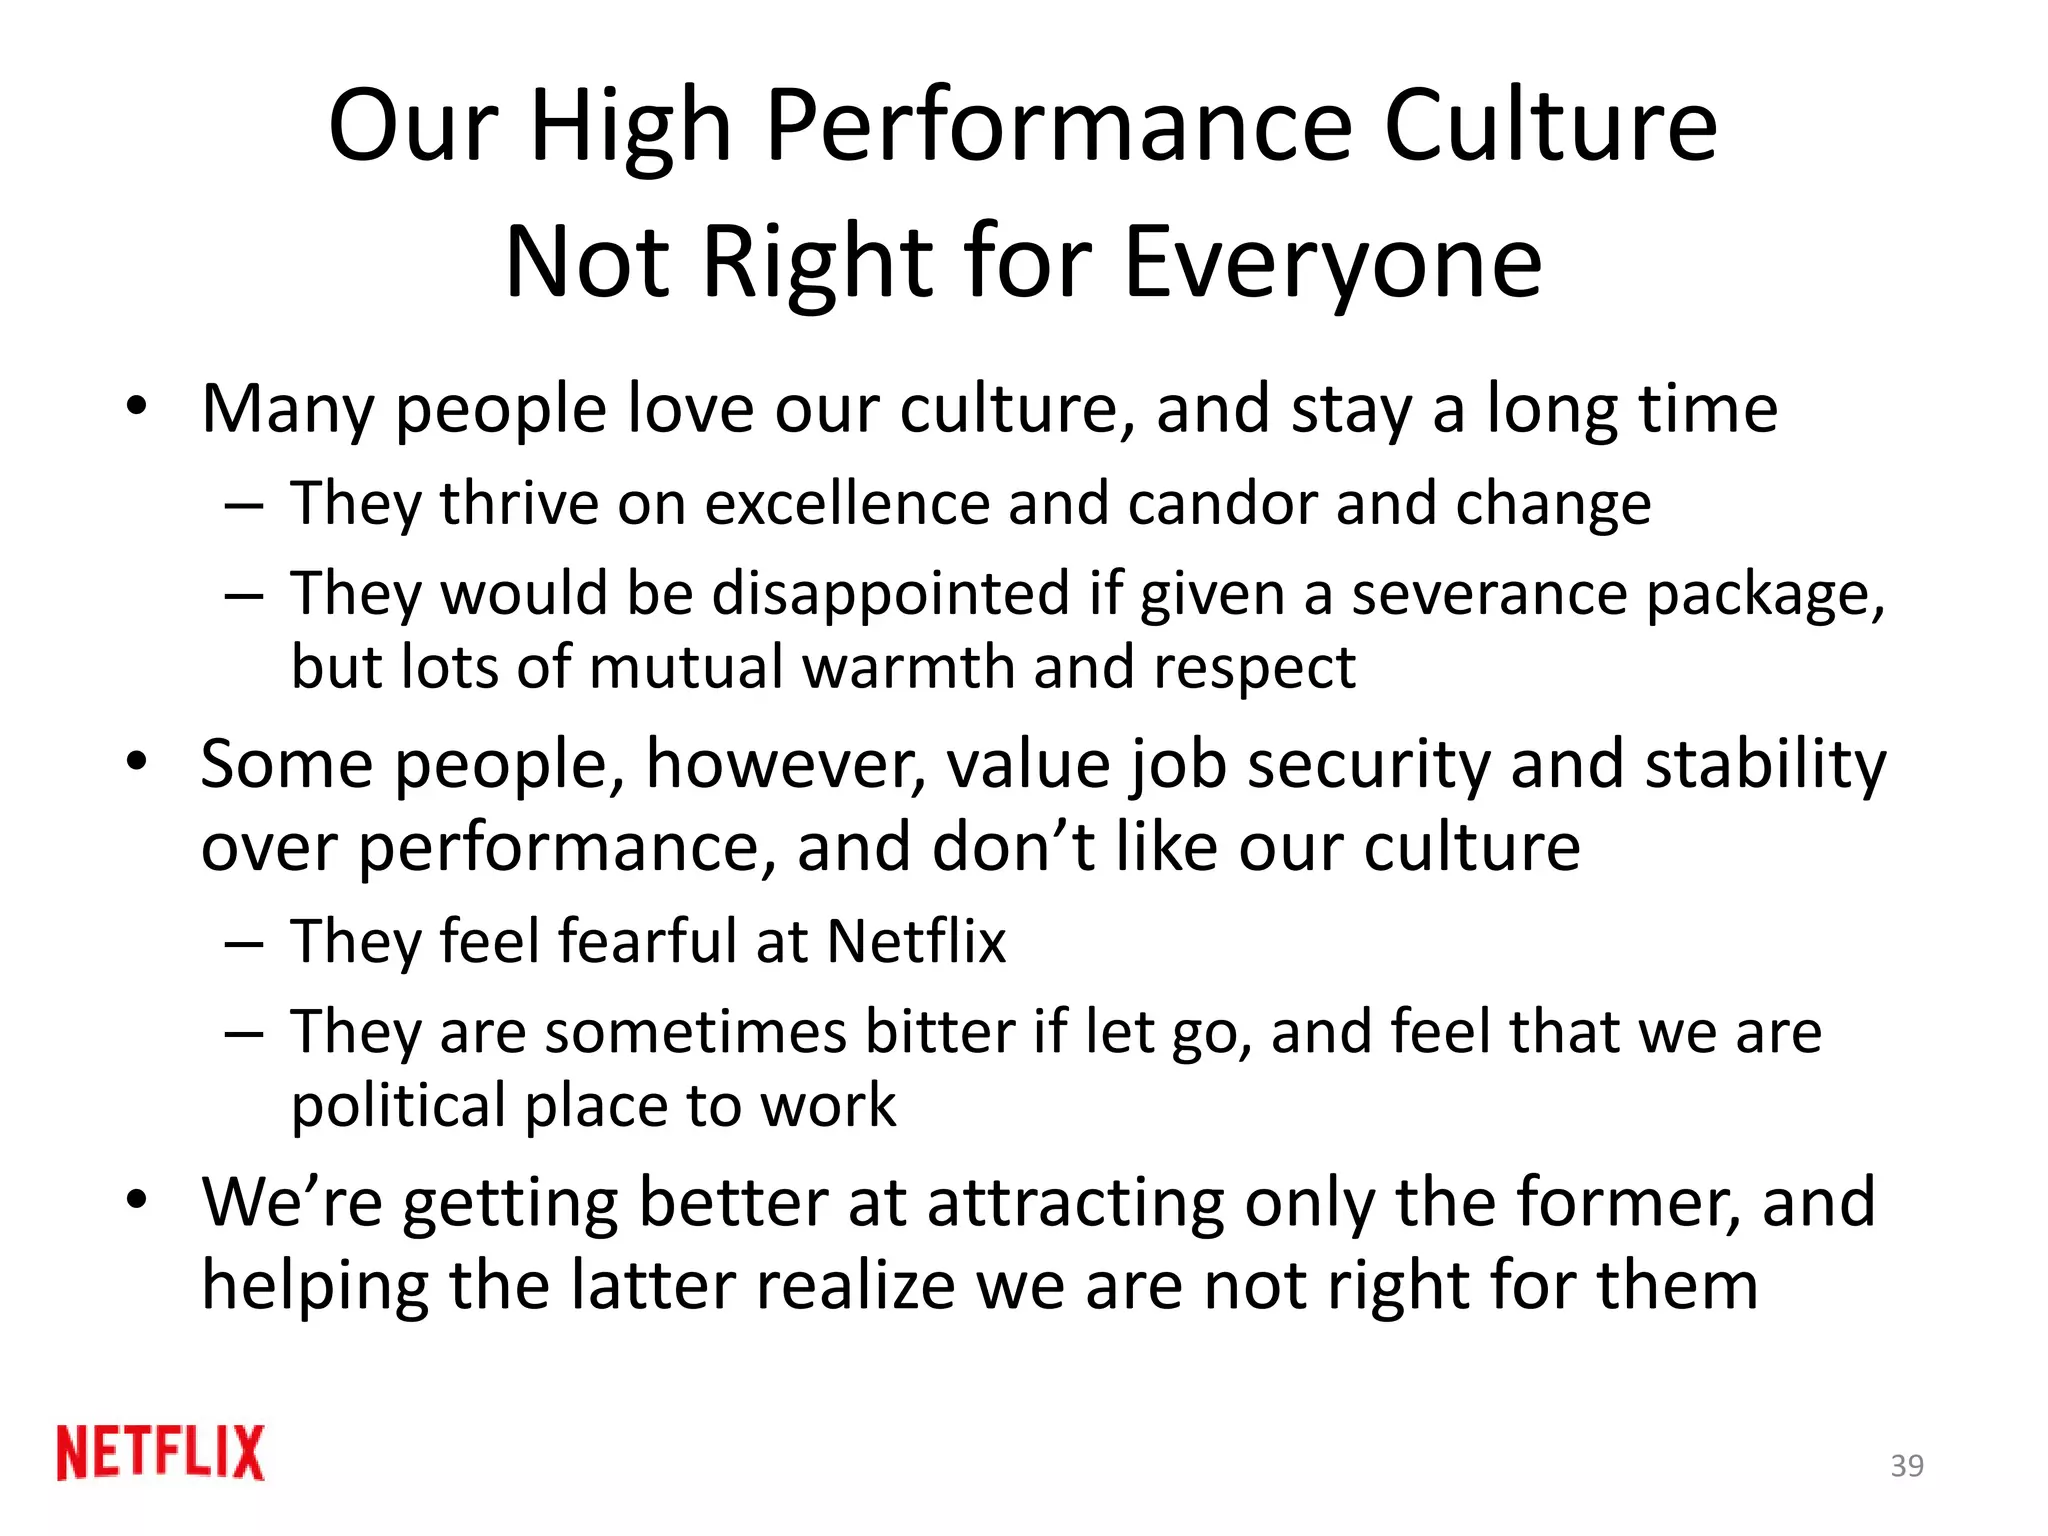 Our High Performance Culture
Not Right for Everyone
• Many people love our culture, and stay a long time
– They thrive on excellence and candor and change
– They would be disappointed if given a severance package,
but lots of mutual warmth and respect
• Some people, however, value job security and stability
over performance, and don’t like our culture
– They feel fearful at Netflix
– They are sometimes bitter if let go, and feel that we are
political place to work
• We’re getting better at attracting only the former, and
helping the latter realize we are not right for them
NETFLIX
39